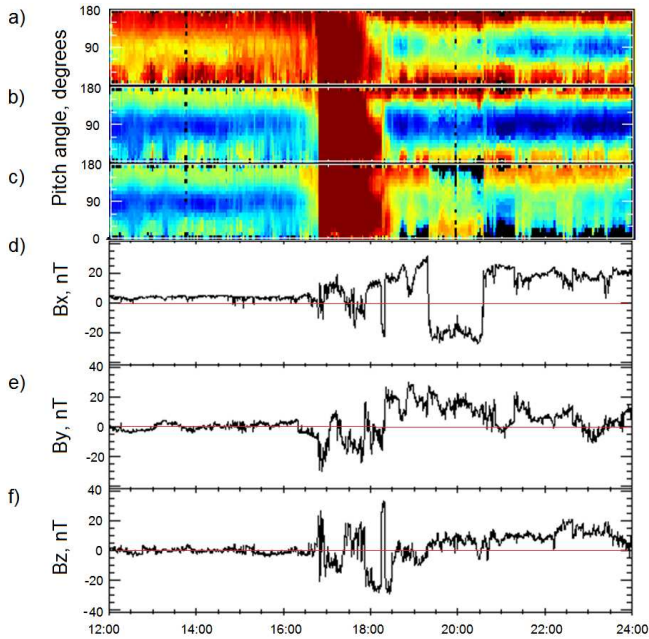 a)
180
90
b)
180
90
c)
180
90
0
Pitch angle, degrees
d)
Bx, nT
20
0
-20
e)
By, nT
40
20
0
-20
f)
Bz, nT
40
20
0
-20
-40
12:00 14:00 16:00 18:00 20:00 22:00 24:00